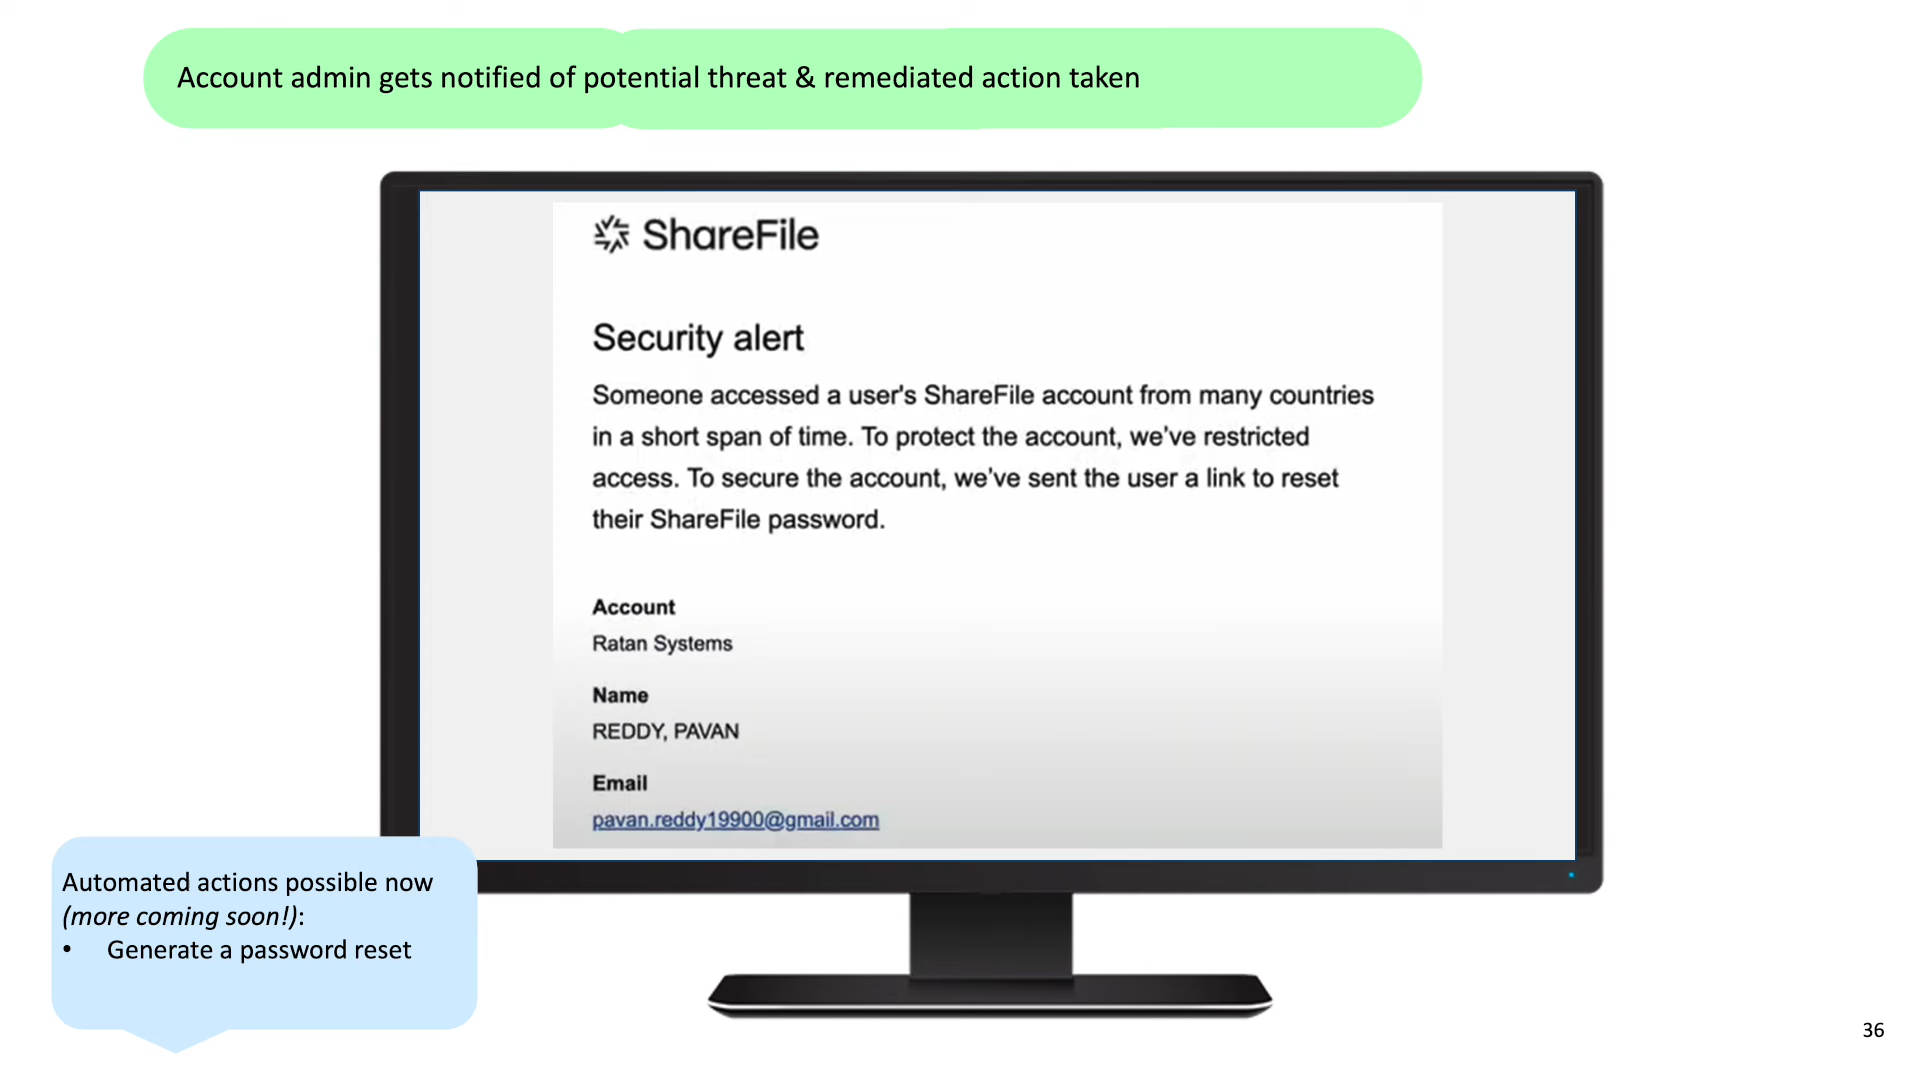 Account admin gets notified of potential threat & remediated action taken
ShareFile
Security alert
Someone accessed a user's ShareFile account from many countries
in a short span of time. To protect the account, we've restricted
access. To secure the account, we've sent the user a link to reset
their ShareFile password.
Account
Ratan Systems
Name
REDDY, PAVAN
Email
pavan.reddy19900@gmail.com
Automated actions possible now
(more coming soon!):
• Generate a password reset
36